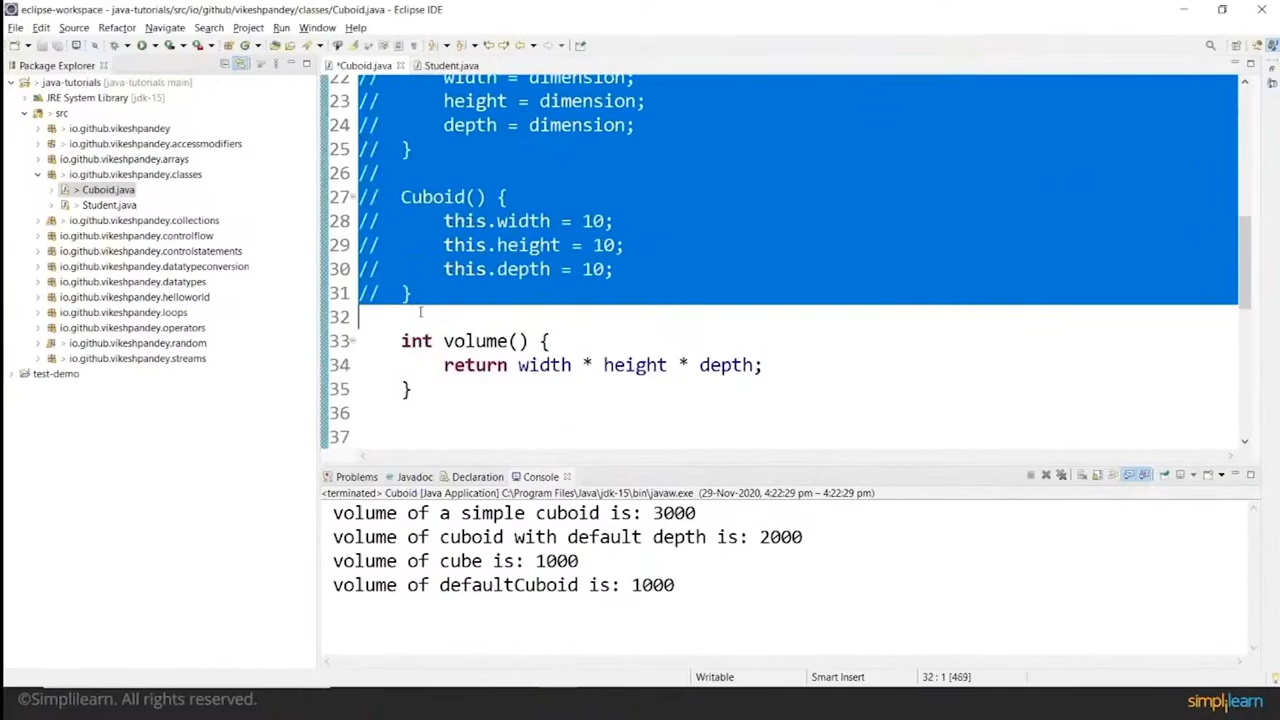 eclipse-workspace - java-tutorials/src/io/github/vikeshpandey/classes/Cuboid.java - Eclipse IDE
File Edit Source Refactor Navigate Search Project Run Window Help
Package Explorer
*Cuboid.java
Student.java
java-tutorials [java-tutorials main]
JRE System Library [jdk-15]
src
io.github.vikeshpandey
io.github.vikeshpandey.accessmodifiers
io.github.vikeshpandey.arrays
io.github.vikeshpandey.classes
> Cuboid.java
> Student.java
io.github.vikeshpandey.collections
io.github.vikeshpandey.controlflow
io.github.vikeshpandey.controlstatements
io.github.vikeshpandey.datatypeconversion
io.github.vikeshpandey.datatypes
io.github.vikeshpandey.helloworld
io.github.vikeshpandey.loops
io.github.vikeshpandey.operators
> io.github.vikeshpandey.random
io.github.vikeshpandey.streams
test-demo
22 // width = dimension;
23 // height = dimension;
24 // depth = dimension;
25 // }
26 //
27 // Cuboid() {
28 // this.width = 10;
29 // this.height = 10;
30 // this.depth = 10;
31 // }
32
33 int volume() {
34 return width * height * depth;
35 }
36
37
Problems Javadoc Declaration Console
<terminated> Cuboid [Java Application] C:\Program Files\Java\jdk-15\bin\javaw.exe (29-Nov-2020, 4:22:29 pm – 4:22:29 pm)
volume of a simple cuboid is: 3000
volume of cuboid with default depth is: 2000
volume of cube is: 1000
volume of defaultCuboid is: 1000
Writable Smart Insert 32 : 1 [469]
©Simplilearn. All rights reserved.
simplilearn